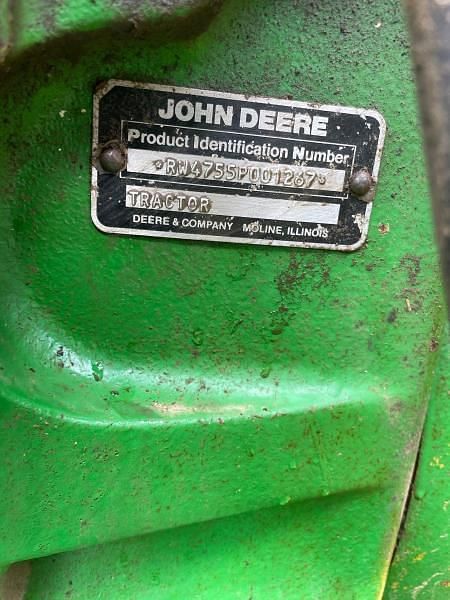 JOHN DEERE
Product Identification Number
*RW4755P001267*
TRACTOR
DEERE & COMPANY MOLINE, ILLINOIS